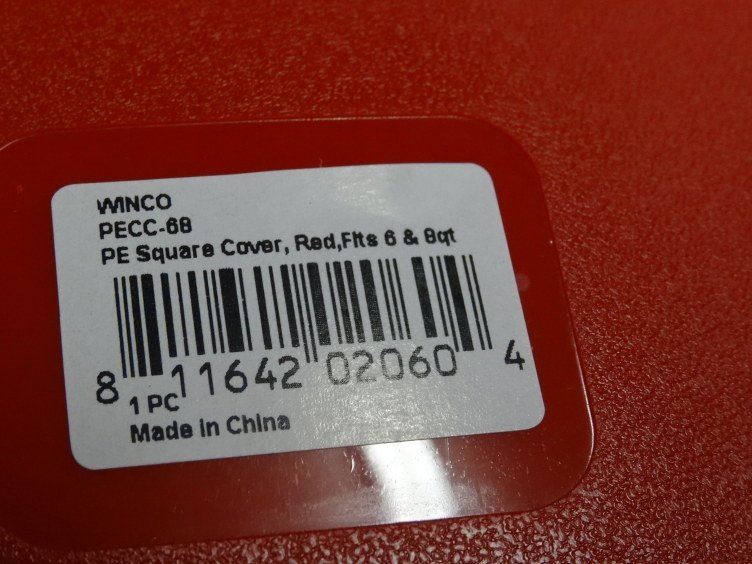 WINCO
PECC-68
PE Square Cover, Red,Fits 6 & 8qt
8 11642 02060 4
1 PC
Made in China